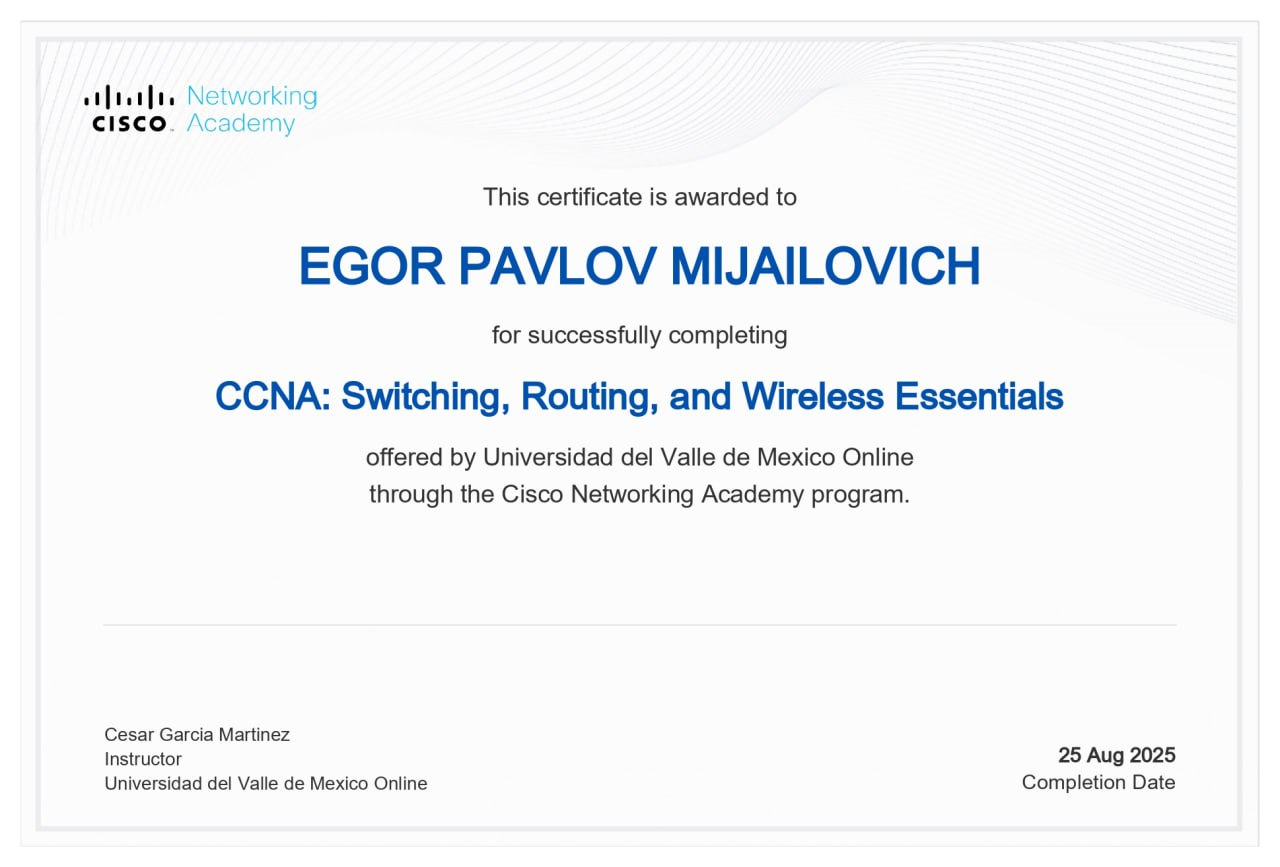 Networking
CISCO Academy
This certificate is awarded to
EGOR PAVLOV MIJAILOVICH
for successfully completing
CCNA: Switching, Routing, and Wireless Essentials
offered by Universidad del Valle de Mexico Online
through the Cisco Networking Academy program.
Cesar Garcia Martinez
Instructor
Universidad del Valle de Mexico Online
25 Aug 2025
Completion Date